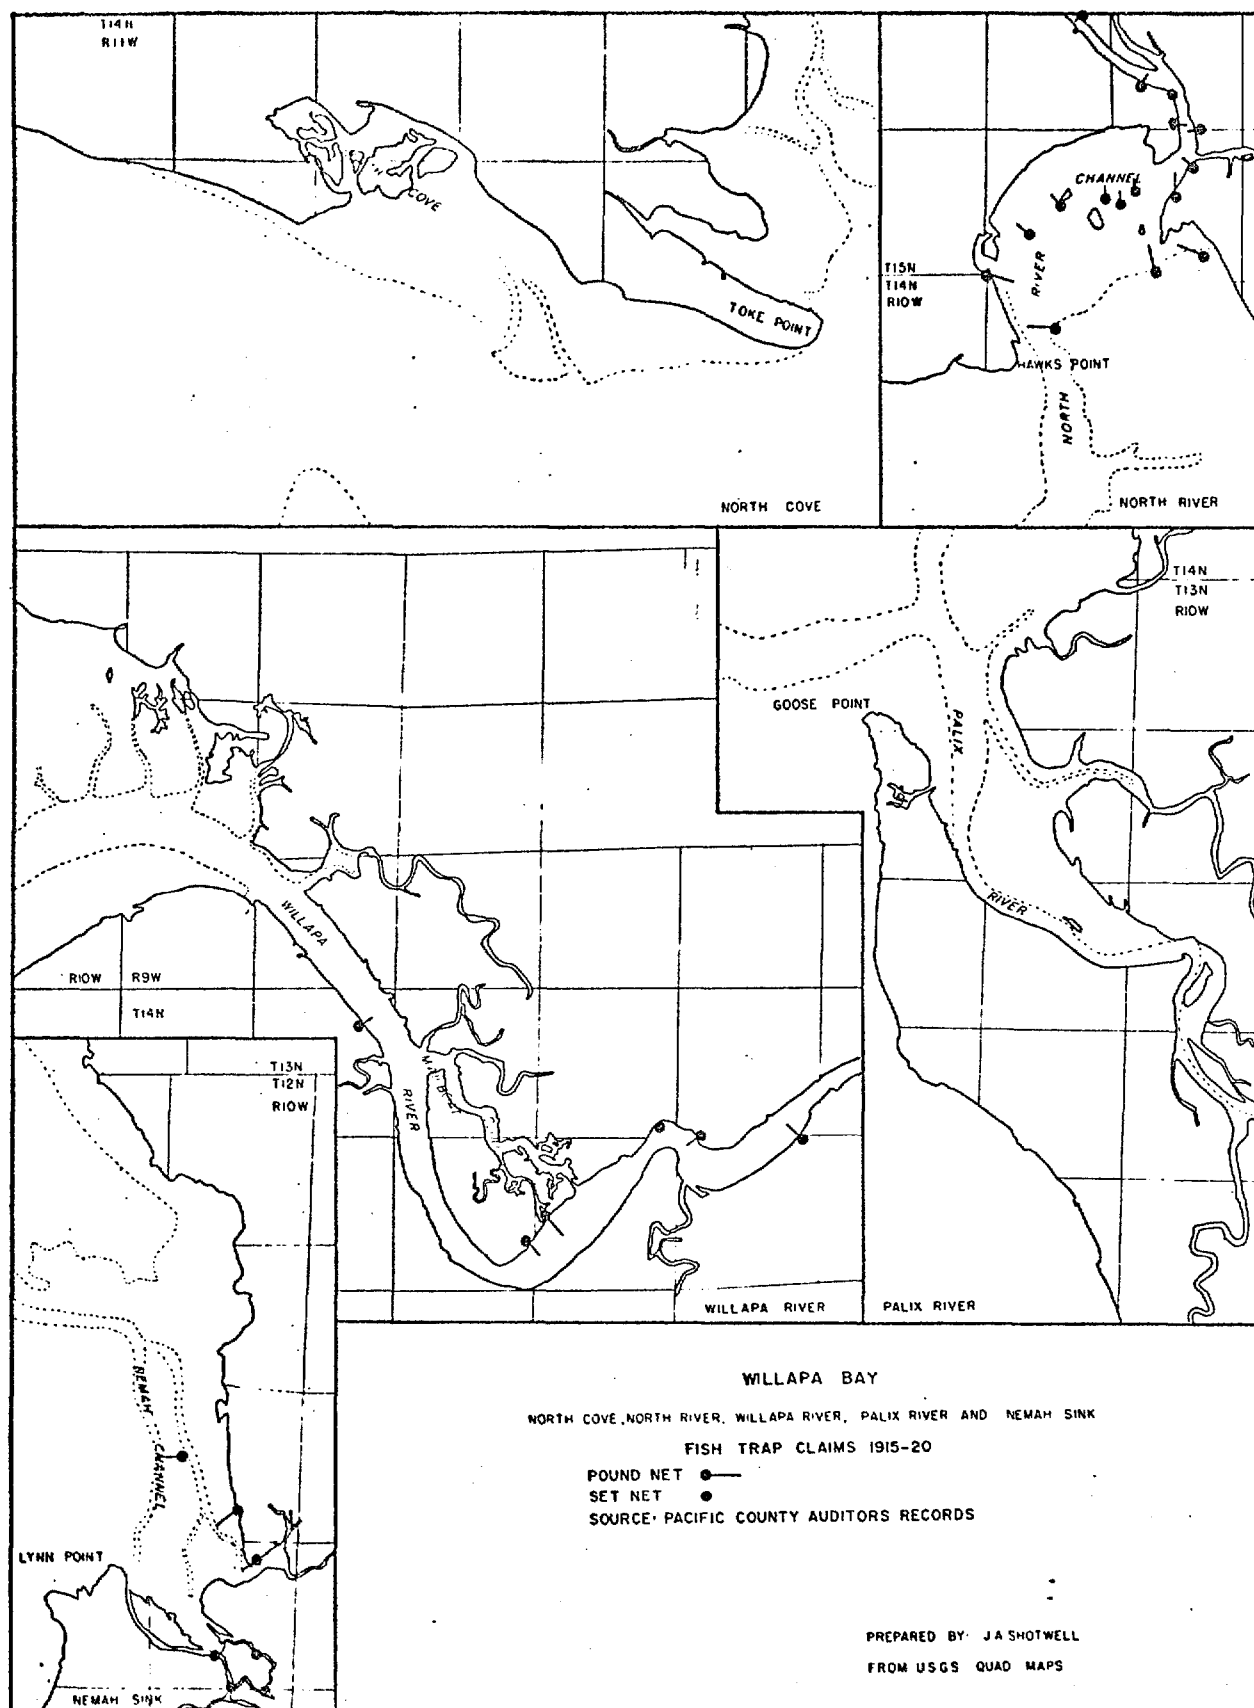 T14N
R11W
COVE
TOKE POINT
NORTH COVE
CHANNEL
RIVER
T15N
T14N
R10W
HAWKS POINT
NORTH
NORTH RIVER
T14N
T13N
R10W
GOOSE POINT
PALIX
RIVER
PALIX RIVER
WILLAPA
R10W R9W
T14N
RIVER
WILLAPA RIVER
T13N
T12N
R10W
NEMAH
CHANNEL
LYNN POINT
NEMAH SINK
WILLAPA BAY
NORTH COVE, NORTH RIVER, WILLAPA RIVER, PALIX RIVER AND NEMAH SINK
FISH TRAP CLAIMS 1915-20
POUND NET
SET NET
SOURCE: PACIFIC COUNTY AUDITORS RECORDS
PREPARED BY: J A SHOTWELL
FROM USGS QUAD MAPS